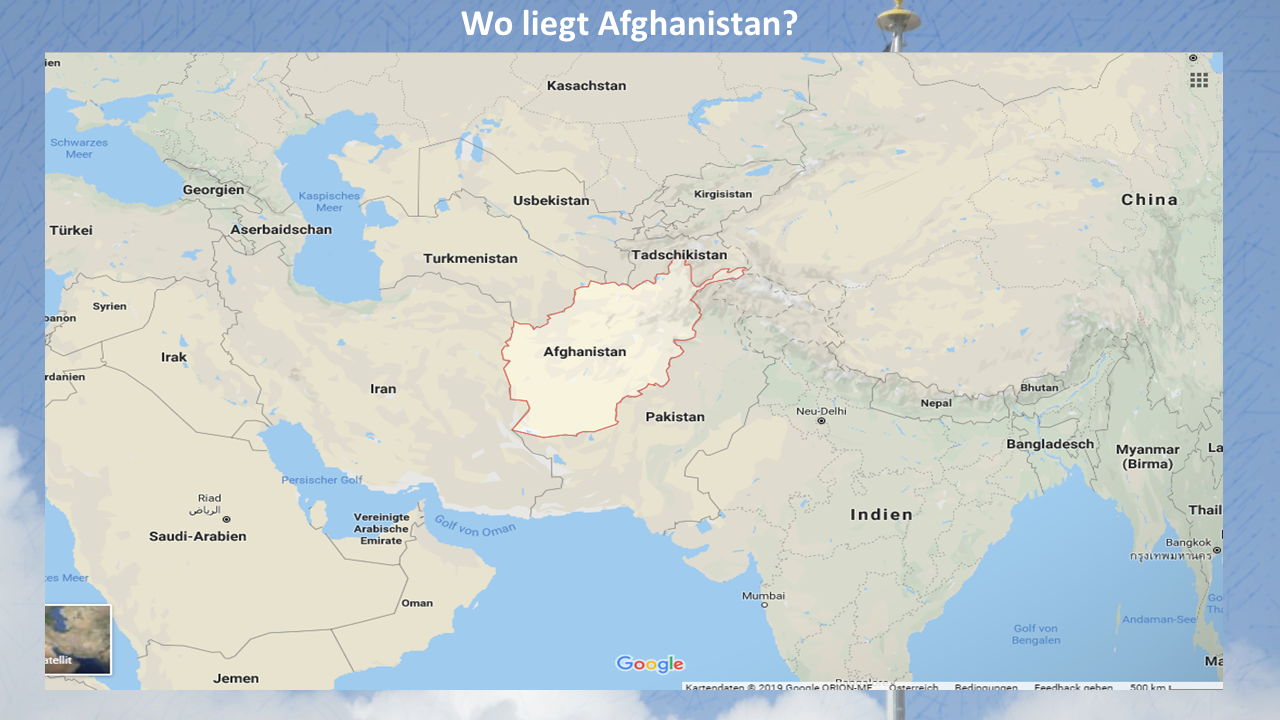 Wo liegt Afghanistan?
ien
Kasachstan
Schwarzes
Meer
Georgien
Kaspisches
Meer
Usbekistan
Kirgisistan
China
Türkei
Aserbaidschan
Turkmenistan
Tadschikistan
Syrien
anon
Irak
Afghanistan
rdanien
Iran
Bhutan
Nepal
Pakistan
Neu-Delhi
Bangladesch
Myanmar
(Birma)
La
Persischer Golf
Riad
الرياض
Vereinigte
Arabische
Emirate
Golf von Oman
Indien
Thail
Saudi-Arabien
Bangkok
กรุงเทพมหานคร
es Meer
Mumbai
Oman
Go
Tha
Andaman-See
Golf von
Bengalen
atellit
Google
Ma
Jemen
Kartendaten © 2019 Google, ORION-ME Österreich Bedingungen Feedback geben 500 km